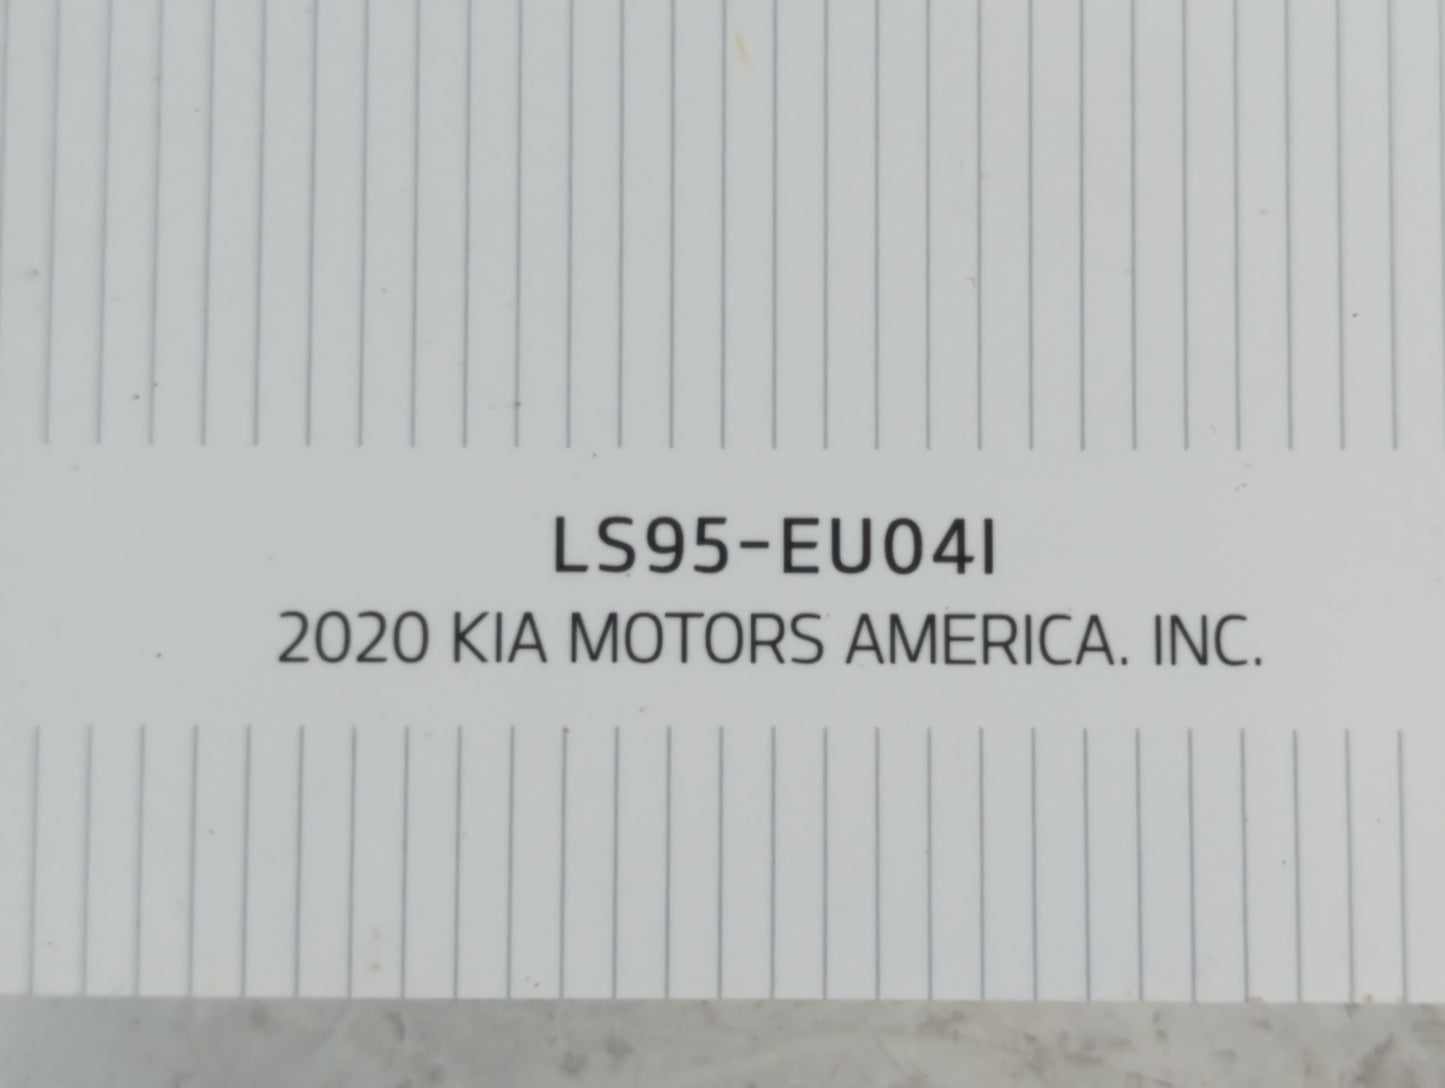 LS95-EU04I
2020 KIA MOTORS AMERICA. INC.